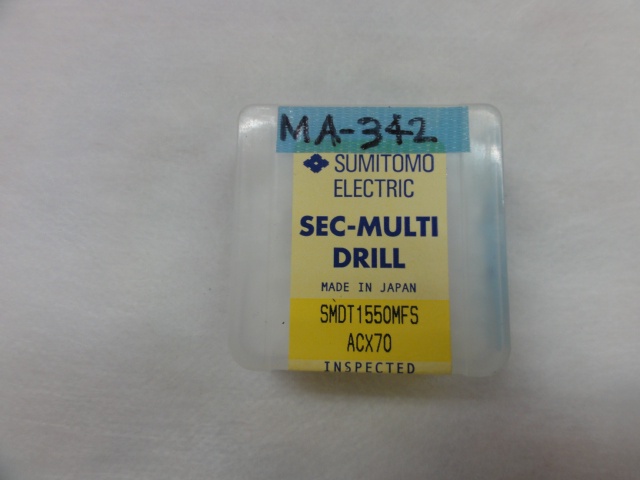 MA-342
SUMITOMO
ELECTRIC
SEC-MULTI
DRILL
MADE IN JAPAN
SMDT1550MFS
ACX70
INSPECTED